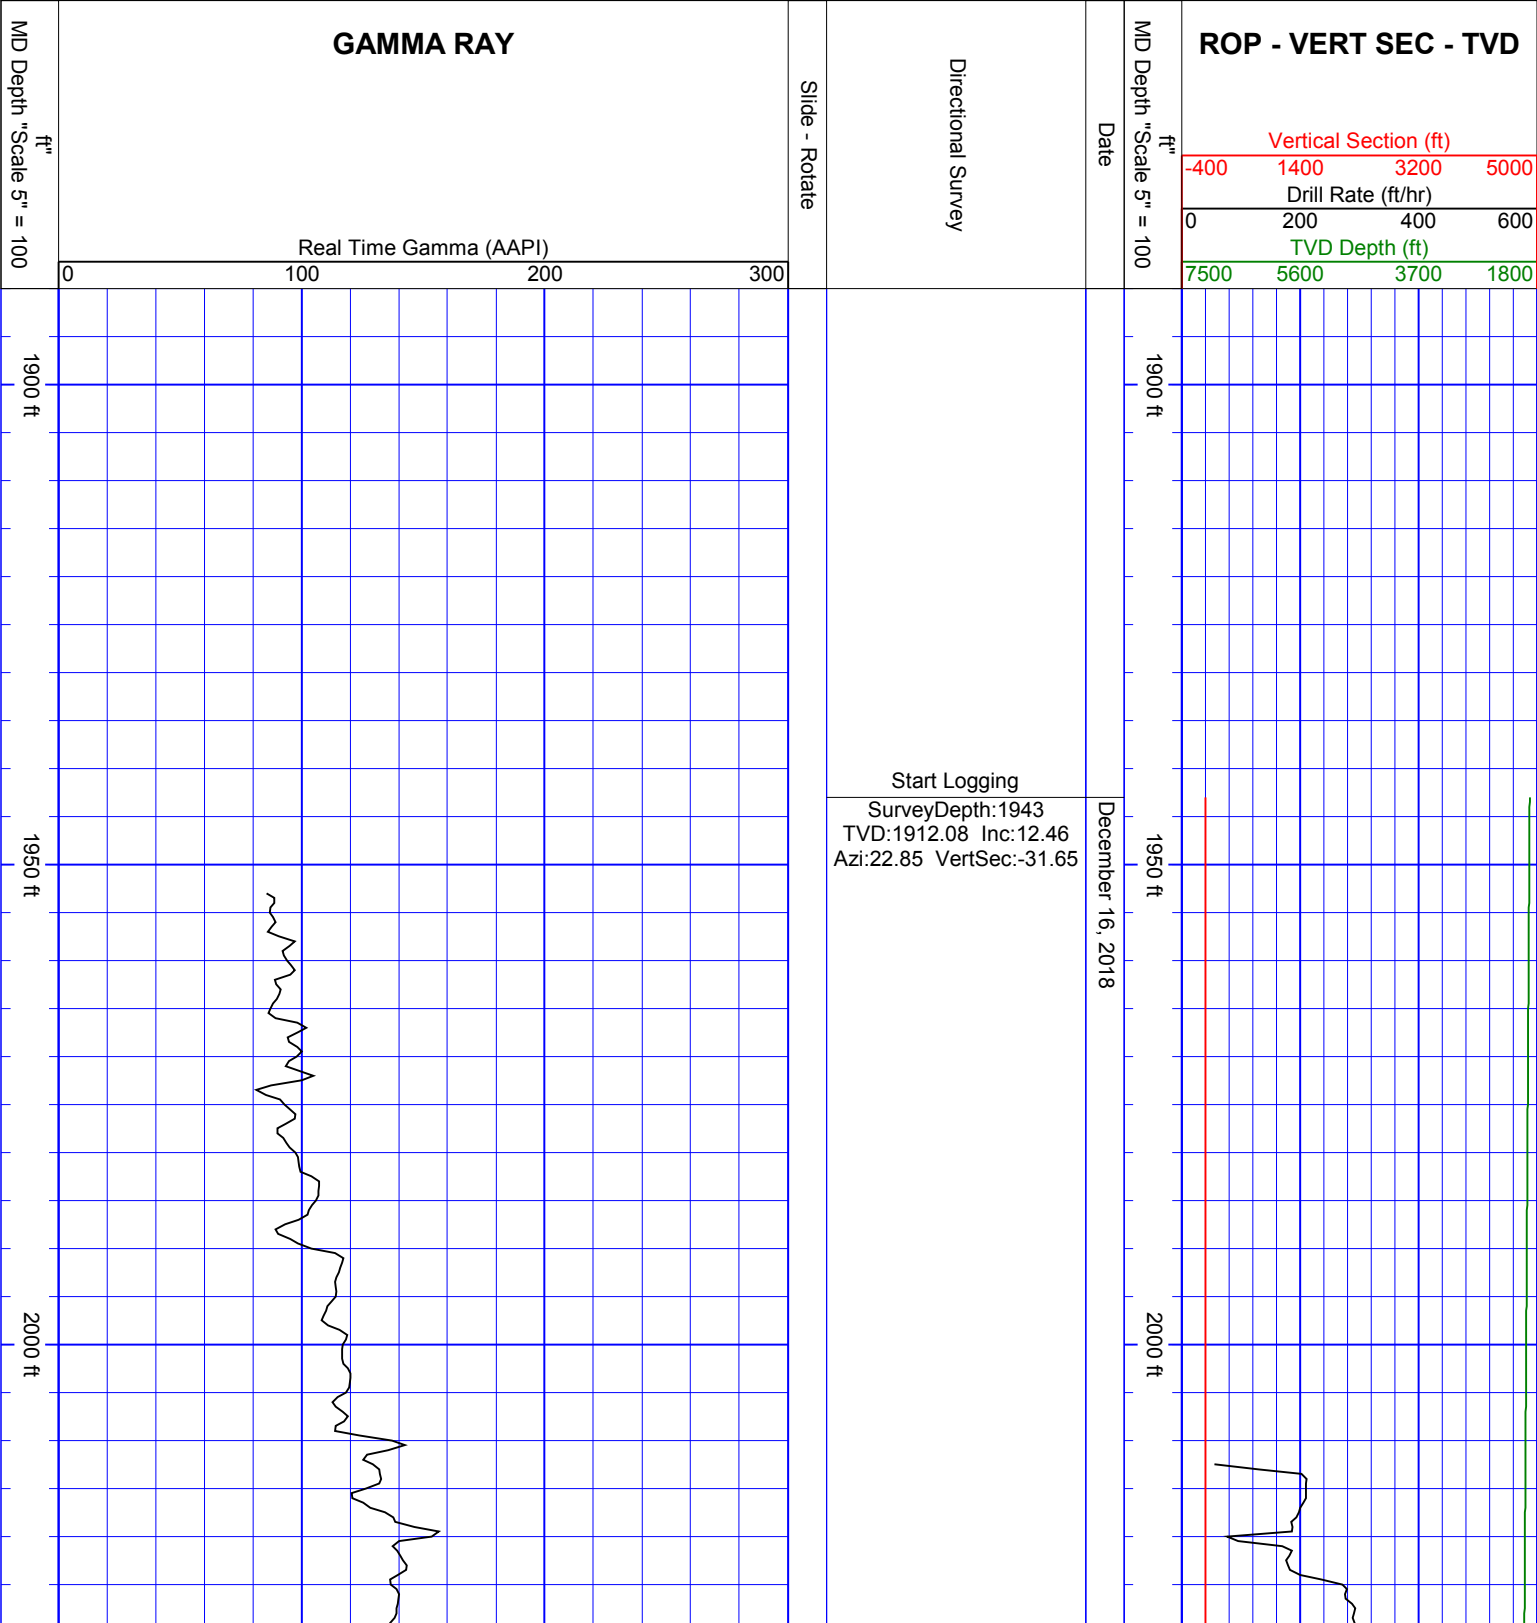 MD Depth "Scale 5" = 100
ft"
GAMMA RAY
Real Time Gamma (AAPI)
0 100 200 300
Slide - Rotate
Directional Survey
Date
MD Depth "Scale 5" = 100
ft"
ROP - VERT SEC - TVD
Vertical Section (ft)
-400 1400 3200 5000
Drill Rate (ft/hr)
0 200 400 600
TVD Depth (ft)
7500 5600 3700 1800
1900 ft
1900 ft
Start Logging
SurveyDepth:1943
TVD:1912.08 Inc:12.46
Azi:22.85 VertSec:-31.65
December 16, 2018
1950 ft
1950 ft
2000 ft
2000 ft